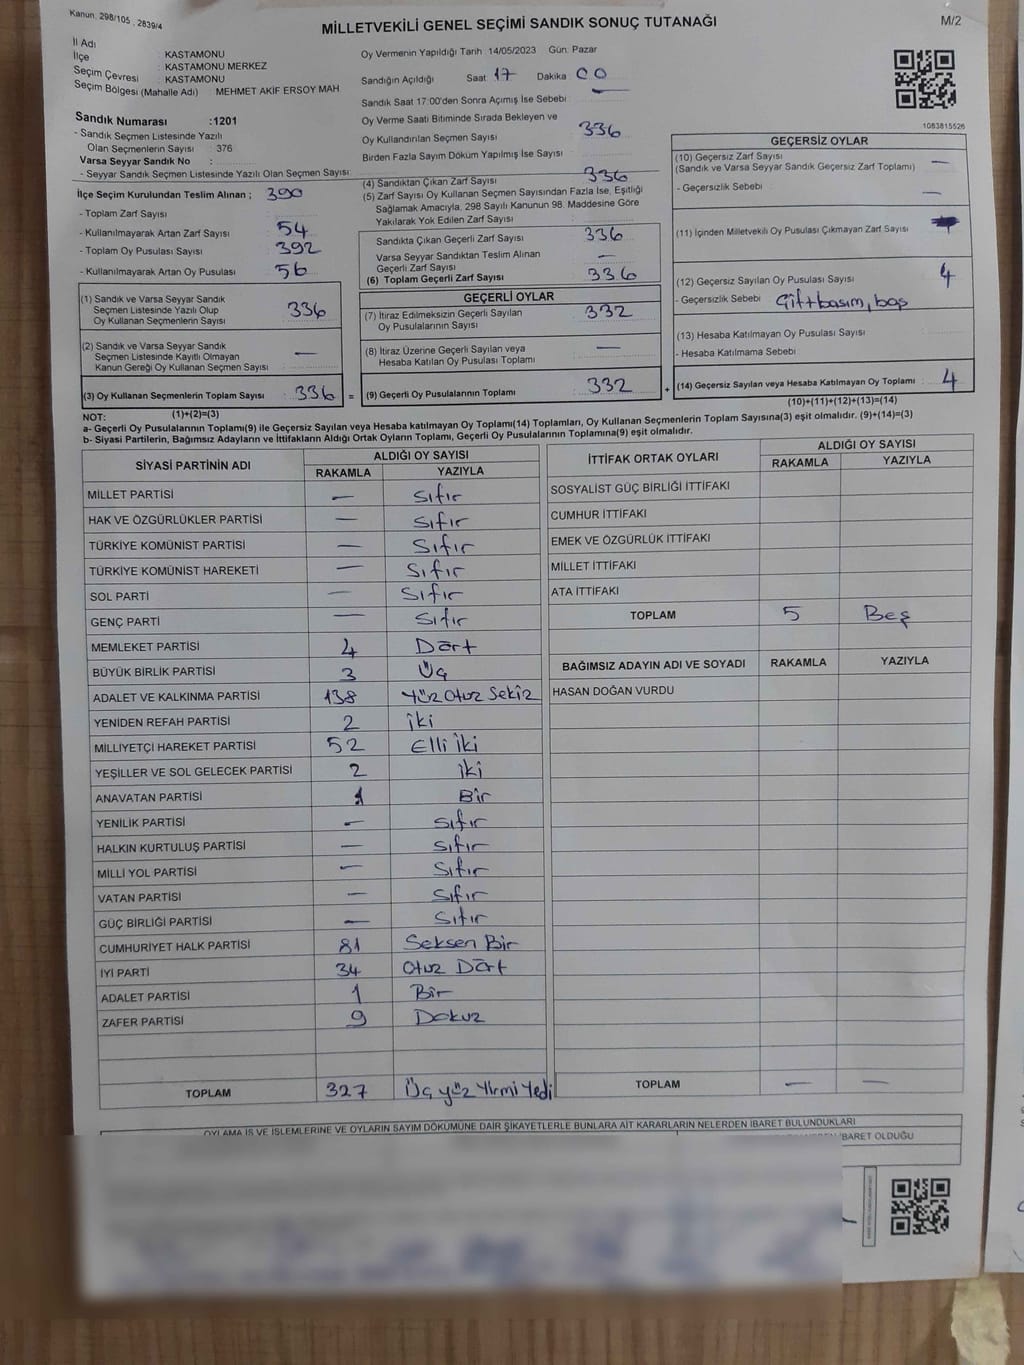 Kanun, 298/105 , 2839/4
MİLLETVEKİLİ GENEL SEÇİMİ SANDIK SONUÇ TUTANAĞI
M/2
İl Adı : KASTAMONU
İlçe : KASTAMONU MERKEZ
Seçim Çevresi : KASTAMONU
Seçim Bölgesi (Mahalle Adı) : MEHMET AKİF ERSOY MAH
Sandık Numarası :1201
- Sandık Seçmen Listesinde Yazılı
Olan Seçmenlerin Sayısı : 376
Varsa Seyyar Sandık No :
- Seyyar Sandık Seçmen Listesinde Yazılı Olan Seçmen Sayısı :
İlçe Seçim Kurulundan Teslim Alınan ; 390
- Toplam Zarf Sayısı :
- Kullanılmayarak Artan Zarf Sayısı : 54
- Toplam Oy Pusulası Sayısı : 392
- Kullanılmayarak Artan Oy Pusulası : 56
(1) Sandık ve Varsa Seyyar Sandık
Seçmen Listesinde Yazılı Olup
Oy Kullanan Seçmenlerin Sayısı : 336
(2) Sandık ve Varsa Seyyar Sandık
Seçmen Listesinde Kayıtlı Olmayan
Kanun Gereği Oy Kullanan Seçmen Sayısı : —
(3) Oy Kullanan Seçmenlerin Toplam Sayısı : 336 =
(1)+(2)=(3)
Oy Vermenin Yapıldığı Tarih : 14/05/2023 Gün: Pazar
Sandığın Açıldığı Saat : 17 Dakika : 00
Sandık Saat 17:00'den Sonra Açımış İse Sebebi : —
Oy Verme Saati Bitiminde Sırada Bekleyen ve
Oy Kullandırılan Seçmen Sayısı : 336
Birden Fazla Sayım Döküm Yapılmış İse Sayısı :
(4) Sandıktan Çıkan Zarf Sayısı : 336
(5) Zarf Sayısı Oy Kullanan Seçmen Sayısından Fazla İse, Eşitliği
Sağlamak Amacıyla, 298 Sayılı Kanunun 98. Maddesine Göre
Yakılarak Yok Edilen Zarf Sayısı :
Sandıkta Çıkan Geçerli Zarf Sayısı : 336
Varsa Seyyar Sandıktan Teslim Alınan
Geçerli Zarf Sayısı : —
(6) Toplam Geçerli Zarf Sayısı : 336
GEÇERLİ OYLAR
(7) İtiraz Edilmeksizin Geçerli Sayılan
Oy Pusulalarının Sayısı : 332
(8) İtiraz Üzerine Geçerli Sayılan veya
Hesaba Katılan Oy Pusulası Toplamı : —
(9) Geçerli Oy Pusulalarının Toplamı : 332 +
1083815526
GEÇERSİZ OYLAR
(10) Geçersiz Zarf Sayısı : —
(Sandık ve Varsa Seyyar Sandık Geçersiz Zarf Toplamı)
- Geçersizlik Sebebi : —
(11) İçinden Milletvekili Oy Pusulası Çıkmayan Zarf Sayısı :
(12) Geçersiz Sayılan Oy Pusulası Sayısı : 4
- Geçersizlik Sebebi : Çift basım, boş
(13) Hesaba Katılmayan Oy Pusulası Sayısı :
- Hesaba Katılmama Sebebi :
(14) Geçersiz Sayılan veya Hesaba Katılmayan Oy Toplamı : 4
(10)+(11)+(12)+(13)=(14)
NOT:
a- Geçerli Oy Pusulalarının Toplamı(9) ile Geçersiz Sayılan veya Hesaba katılmayan Oy Toplamı(14) Toplamları, Oy Kullanan Seçmenlerin Toplam Sayısına(3) eşit olmalıdır. (9)+(14)=(3)
b- Siyasi Partilerin, Bağımsız Adayların ve İttifakların Aldığı Ortak Oyların Toplamı, Geçerli Oy Pusulalarının Toplamına(9) eşit olmalıdır.
SİYASİ PARTİNİN ADI ALDIĞI OY SAYISI
RAKAMLA YAZIYLA
MİLLET PARTİSİ — Sıfır
HAK VE ÖZGÜRLÜKLER PARTİSİ — Sıfır
TÜRKİYE KOMÜNİST PARTİSİ — Sıfır
TÜRKİYE KOMÜNİST HAREKETİ — Sıfır
SOL PARTİ — Sıfır
GENÇ PARTİ — Sıfır
MEMLEKET PARTİSİ 4 Dört
BÜYÜK BİRLİK PARTİSİ 3 Üç
ADALET VE KALKINMA PARTİSİ 138 Yüz Otuz Sekiz
YENİDEN REFAH PARTİSİ 2 iki
MİLLİYETÇİ HAREKET PARTİSİ 52 Elli iki
YEŞİLLER VE SOL GELECEK PARTİSİ 2 iki
ANAVATAN PARTİSİ 1 Bir
YENİLİK PARTİSİ — Sıfır
HALKIN KURTULUŞ PARTİSİ — Sıfır
MİLLİ YOL PARTİSİ — Sıfır
VATAN PARTİSİ — Sıfır
GÜÇ BİRLİĞİ PARTİSİ — Sıfır
CUMHURİYET HALK PARTİSİ 81 Seksen Bir
İYİ PARTİ 34 Otuz Dört
ADALET PARTİSİ 1 Bir
ZAFER PARTİSİ 9 Dokuz
TOPLAM 327 Üç yüz Yirmi Yedi
İTTİFAK ORTAK OYLARI ALDIĞI OY SAYISI
RAKAMLA YAZIYLA
SOSYALİST GÜÇ BİRLİĞİ İTTİFAKI
CUMHUR İTTİFAKI
EMEK VE ÖZGÜRLÜK İTTİFAKI
MİLLET İTTİFAKI
ATA İTTİFAKI
TOPLAM 5 Beş
BAĞIMSIZ ADAYIN ADI VE SOYADI RAKAMLA YAZIYLA
HASAN DOĞAN VURDU
TOPLAM — —
OYLAMA İŞ VE İŞLEMLERİNE VE OYLARIN SAYIM DÖKÜMÜNE DAİR ŞİKAYETLERLE BUNLARA AİT KARARLARIN NELERDEN İBARET BULUNDUKLARI
İBARET OLDUĞU